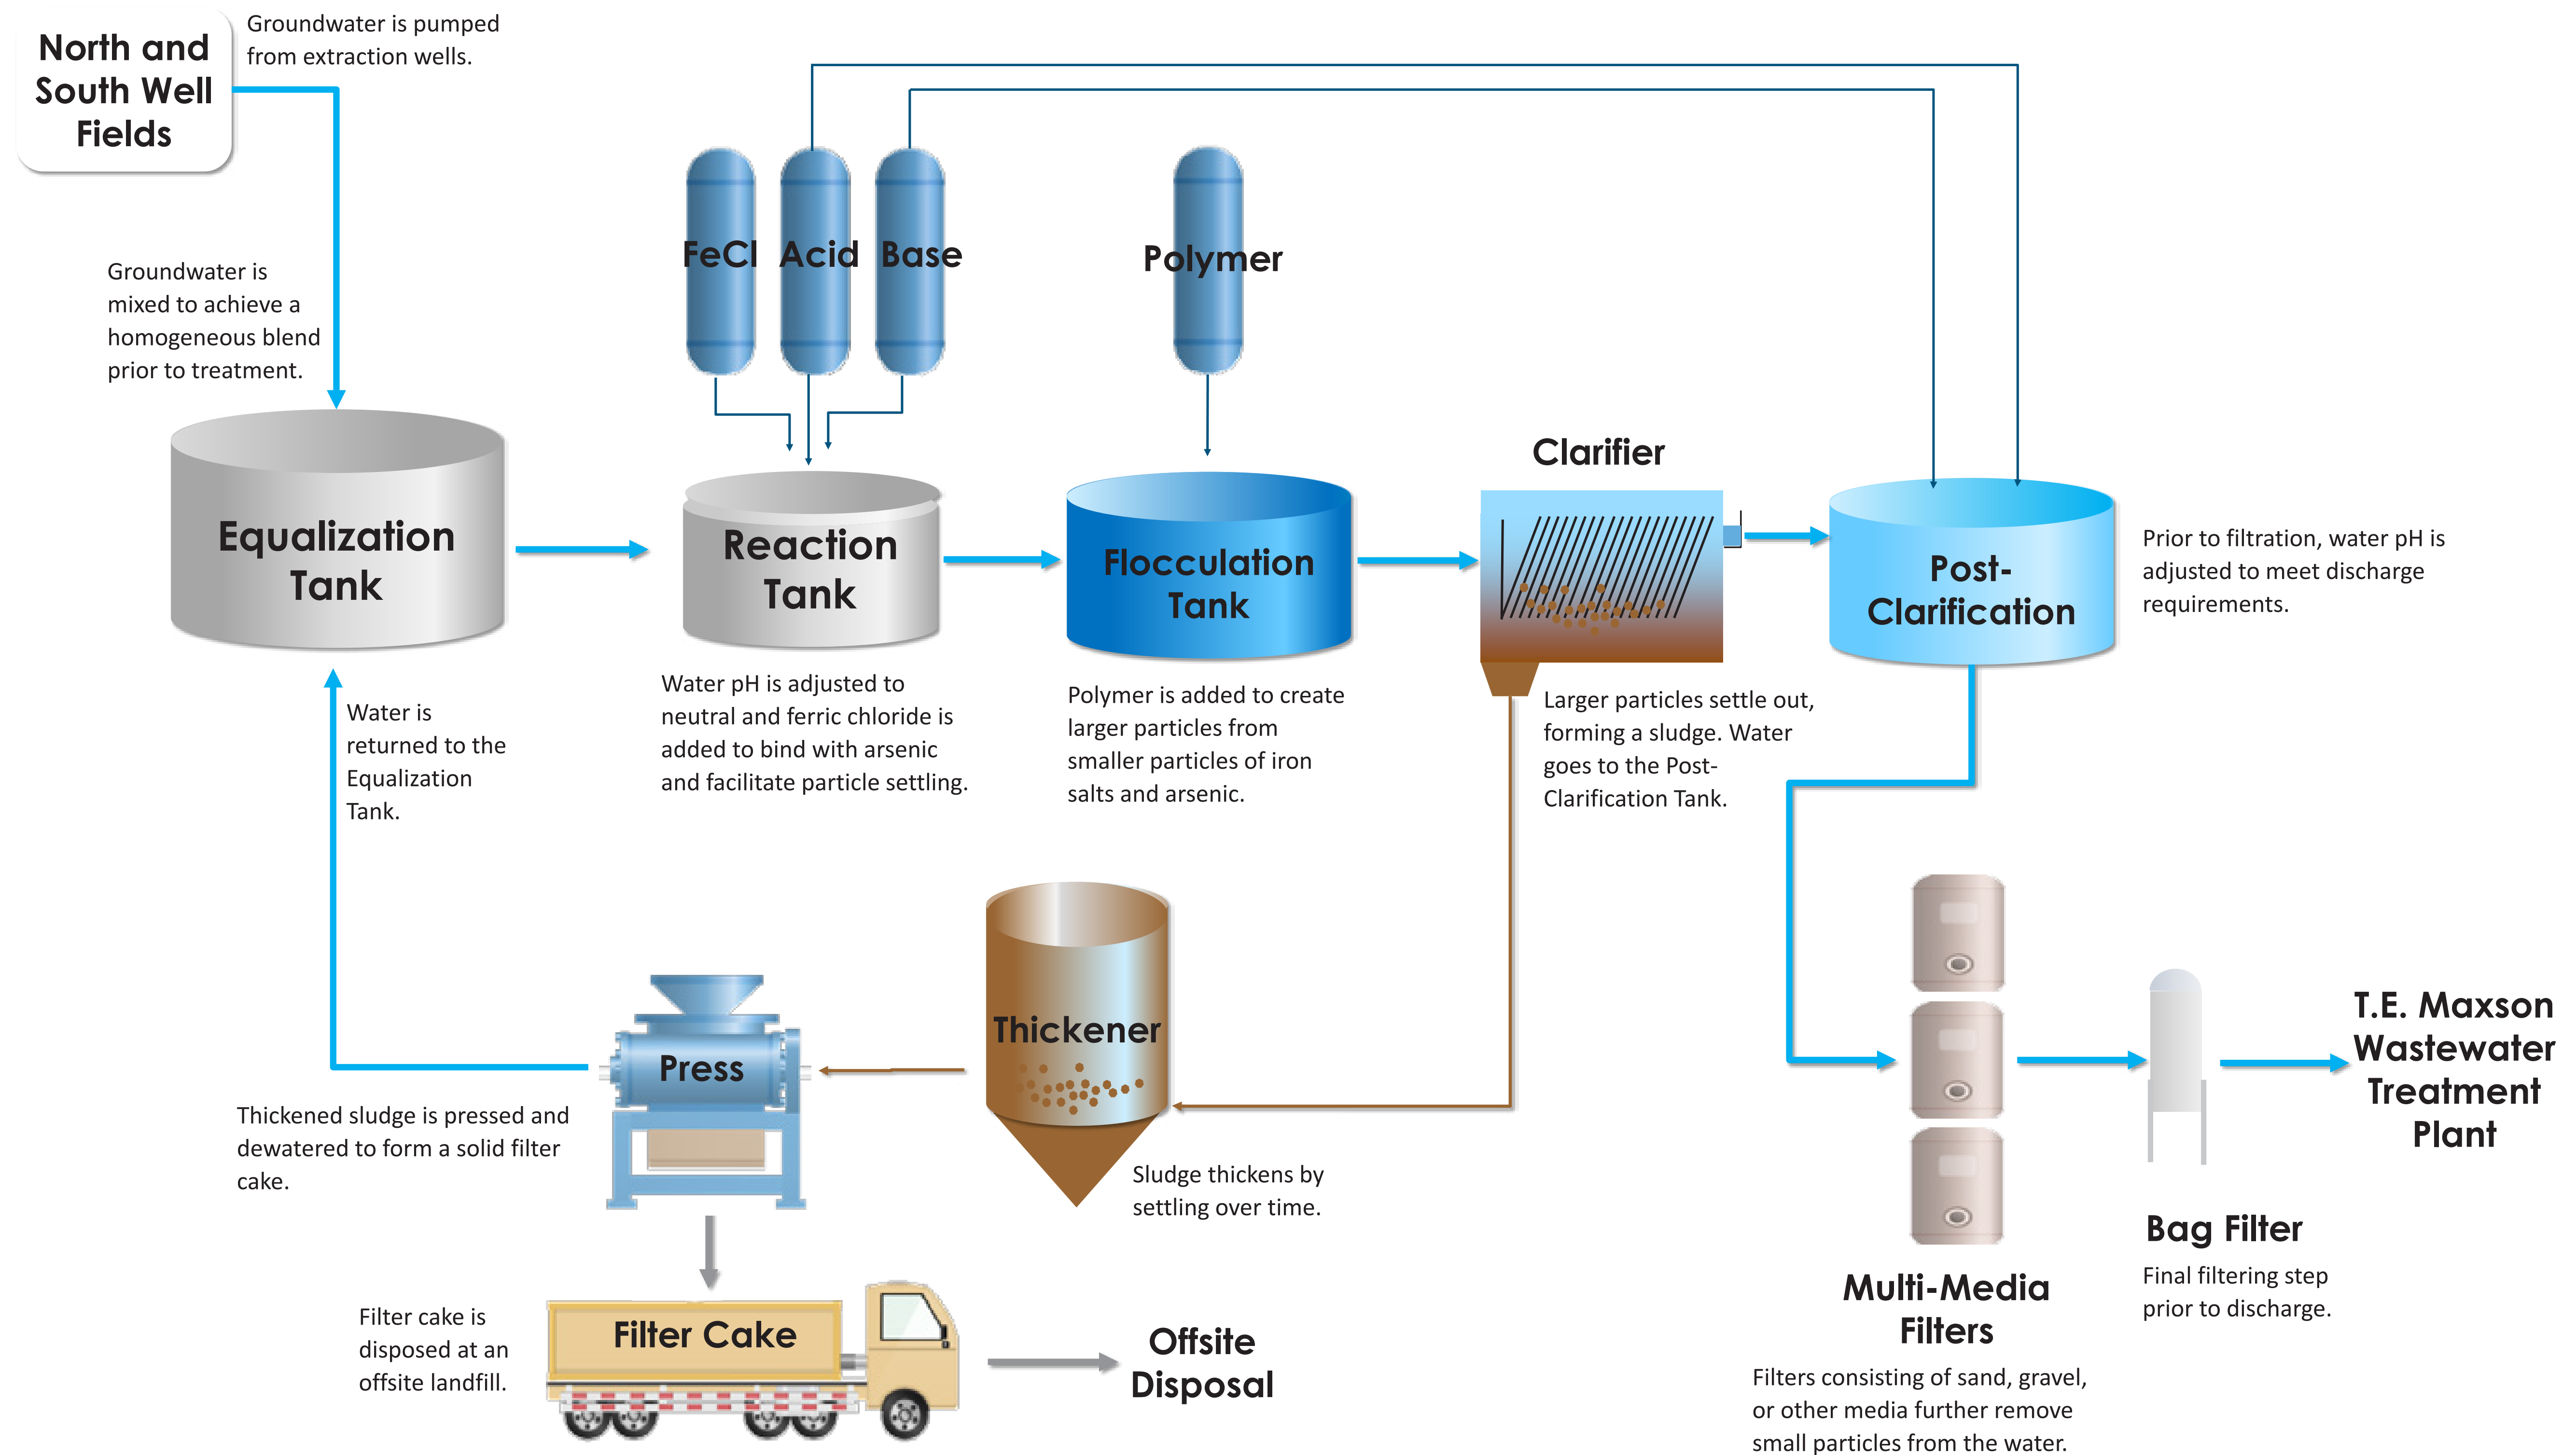 North and
South Well
Fields
Groundwater is pumped
from extraction wells.
Groundwater is
mixed to achieve a
homogeneous blend
prior to treatment.
FeCl
Acid
Base
Polymer
Equalization
Tank
Reaction
Tank
Flocculation
Tank
Clarifier
Post-
Clarification
Prior to filtration, water pH is
adjusted to meet discharge
requirements.
Water is
returned to the
Equalization
Tank.
Water pH is adjusted to
neutral and ferric chloride is
added to bind with arsenic
and facilitate particle settling.
Polymer is added to create
larger particles from
smaller particles of iron
salts and arsenic.
Larger particles settle out,
forming a sludge. Water
goes to the Post-
Clarification Tank.
Press
Thickener
Thickened sludge is pressed and
dewatered to form a solid filter
cake.
Sludge thickens by
settling over time.
T.E. Maxson
Wastewater
Treatment
Plant
Bag Filter
Final filtering step
prior to discharge.
Multi-Media
Filters
Filters consisting of sand, gravel,
or other media further remove
small particles from the water.
Filter cake is
disposed at an
offsite landfill.
Filter Cake
Offsite
Disposal